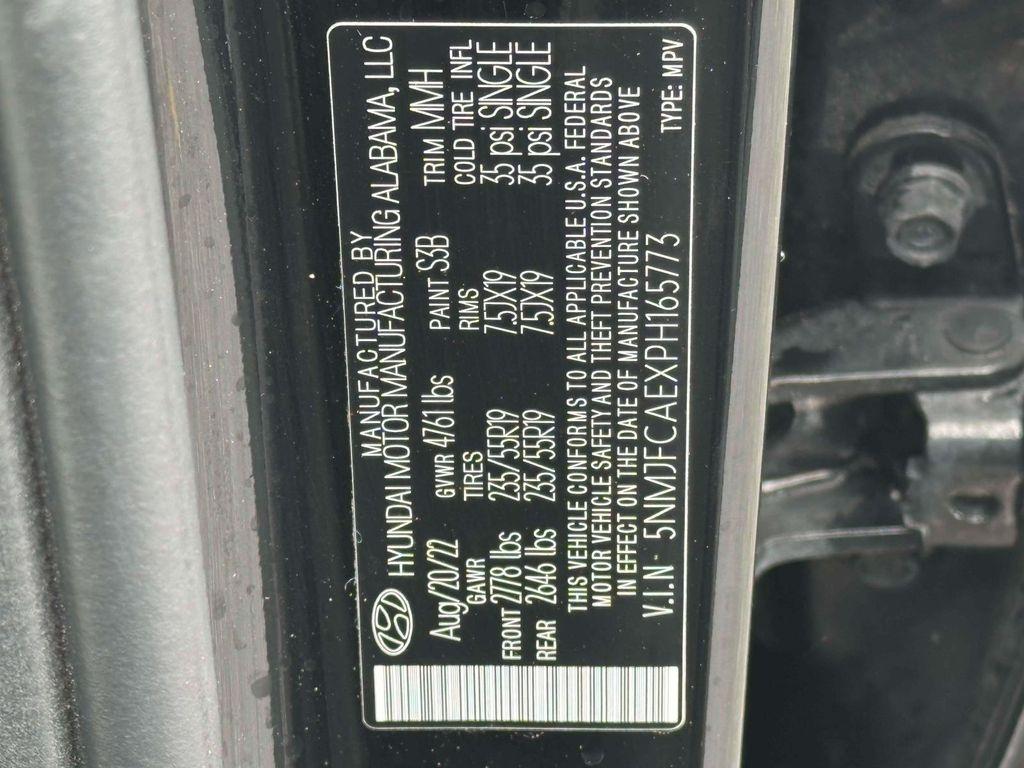 MANUFACTURED BY
HYUNDAI MOTOR MANUFACTURING ALABAMA, LLC
Aug/20/22 GVWR 4761 lbs PAINT S3B TRIM MMH
GAWR TIRES RIMS COLD TIRE INFL
FRONT 2778 lbs 235/55R19 7.5JX19 35 psi SINGLE
REAR 2646 lbs 235/55R19 7.5JX19 35 psi SINGLE
THIS VEHICLE CONFORMS TO ALL APPLICABLE U.S.A. FEDERAL
MOTOR VEHICLE SAFETY AND THEFT PREVENTION STANDARDS
IN EFFECT ON THE DATE OF MANUFACTURE SHOWN ABOVE
V.I.N: 5NMJFCAEXPH165773 TYPE: MPV